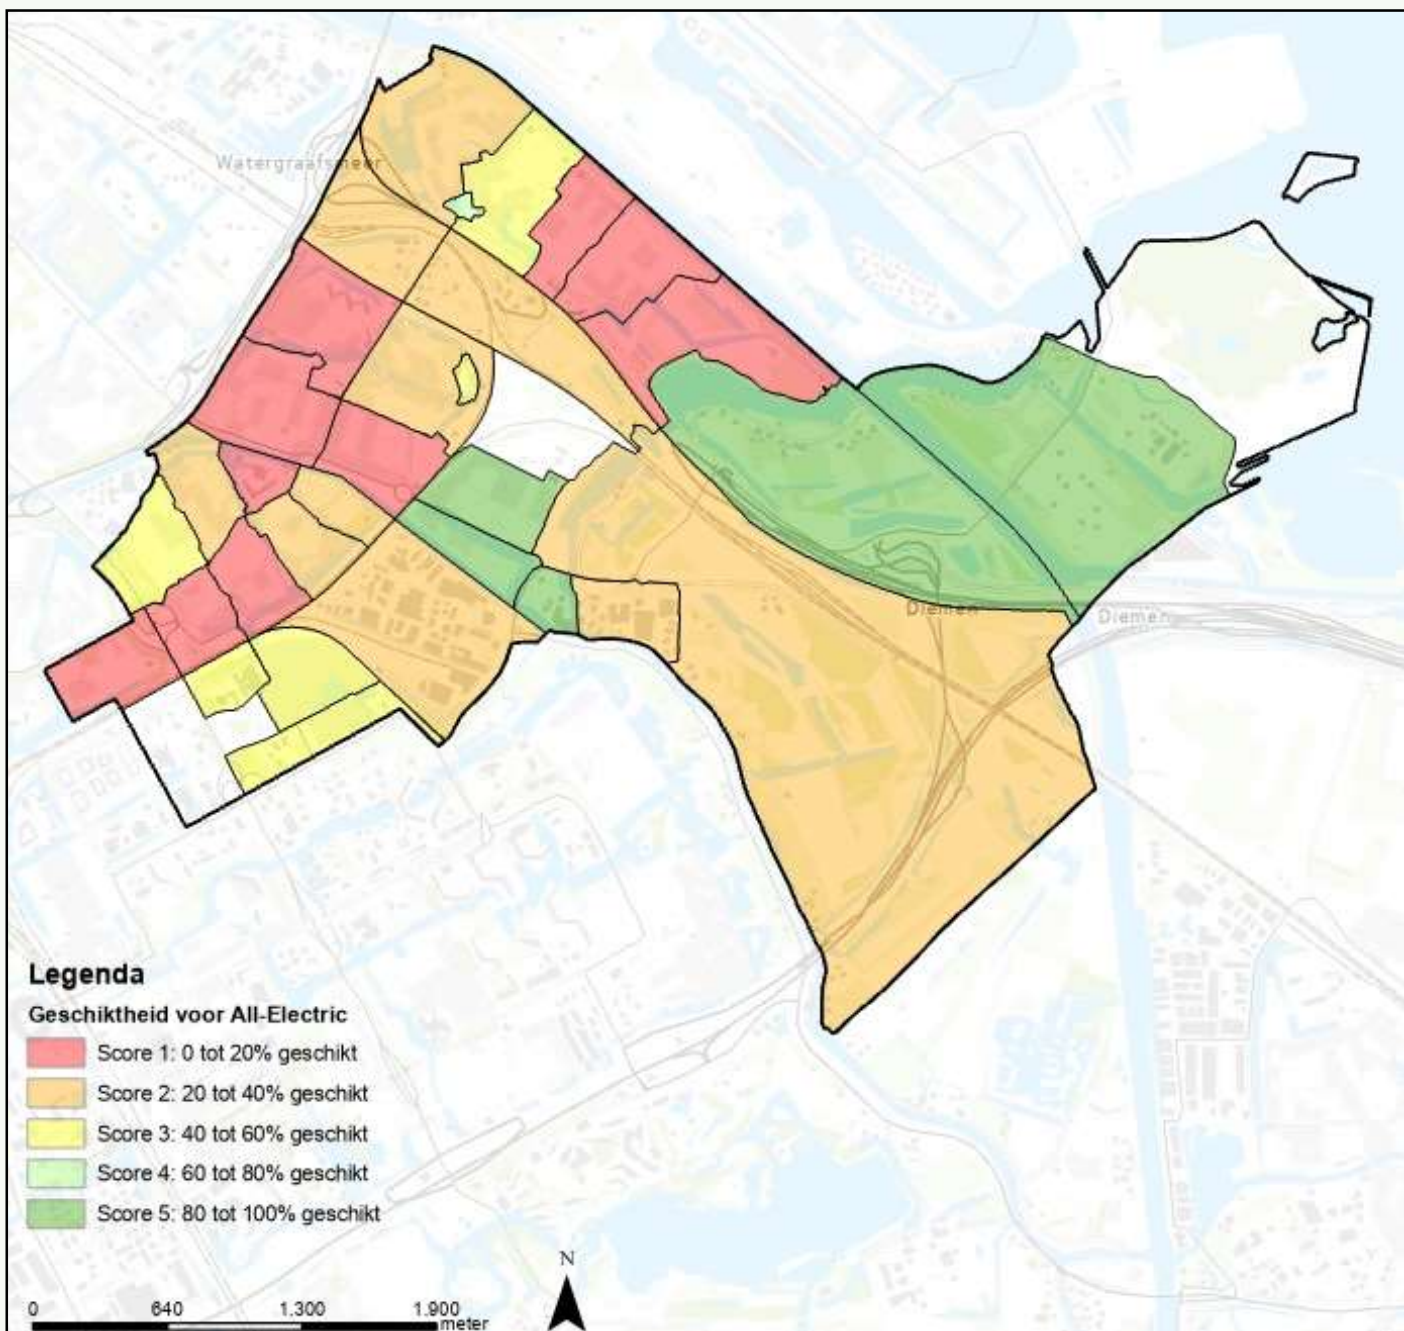 Watergraafsmeer
Diemen
Diemen
Legenda
Geschiktheid voor All-Electric
Score 1: 0 tot 20% geschikt
Score 2: 20 tot 40% geschikt
Score 3: 40 tot 60% geschikt
Score 4: 60 tot 80% geschikt
Score 5: 80 tot 100% geschikt
N
0 640 1.300 1.900
meter